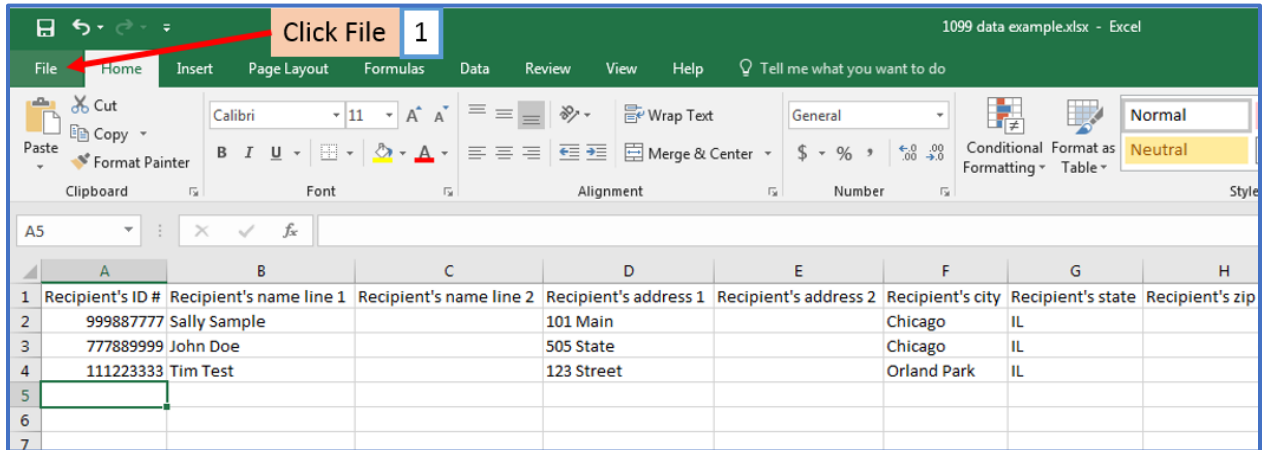 Click File 1
1099 data example.xlsx - Excel
File Home Insert Page Layout Formulas Data Review View Help Tell me what you want to do
Paste
Cut
Copy
Format Painter
Clipboard
Calibri 11 A A
B I U A
Font
Wrap Text
Merge & Center
Alignment
General
$ % , .0 .00 .00 .0
Number
Conditional Formatting
Format as Table
Normal
Neutral
Style
A5 fx
A B C D E F G H
1 Recipient's ID # Recipient's name line 1 Recipient's name line 2 Recipient's address 1 Recipient's address 2 Recipient's city Recipient's state Recipient's zip
2 999887777 Sally Sample 101 Main Chicago IL
3 777889999 John Doe 505 State Chicago IL
4 111223333 Tim Test 123 Street Orland Park IL
5
6
7